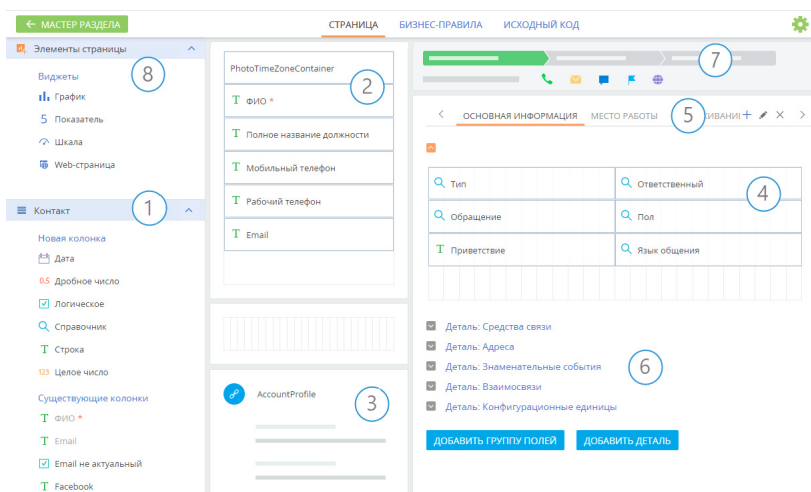 ← МАСТЕР РАЗДЕЛА
СТРАНИЦА
БИЗНЕС-ПРАВИЛА
ИСХОДНЫЙ КОД
Элементы страницы
8
Виджеты
График
5 Показатель
Шкала
Web-страница
Контакт
1
Новая колонка
Дата
0.5 Дробное число
Логическое
Справочник
T Строка
123 Целое число
Существующие колонки
T ФИО *
T Email
Email не актуальный
T Facebook
PhotoTimeZoneContainer
2
T ФИО *
T Полное название должности
T Мобильный телефон
T Рабочий телефон
T Email
AccountProfile
3
7
ОСНОВНАЯ ИНФОРМАЦИЯ
МЕСТО РАБОТЫ
5
Тип
Ответственный
4
Обращение
Пол
T Приветствие
Язык общения
Деталь: Средства связи
Деталь: Адреса
Деталь: Знаменательные события
6
Деталь: Взаимосвязи
Деталь: Конфигурационные единицы
ДОБАВИТЬ ГРУППУ ПОЛЕЙ
ДОБАВИТЬ ДЕТАЛЬ